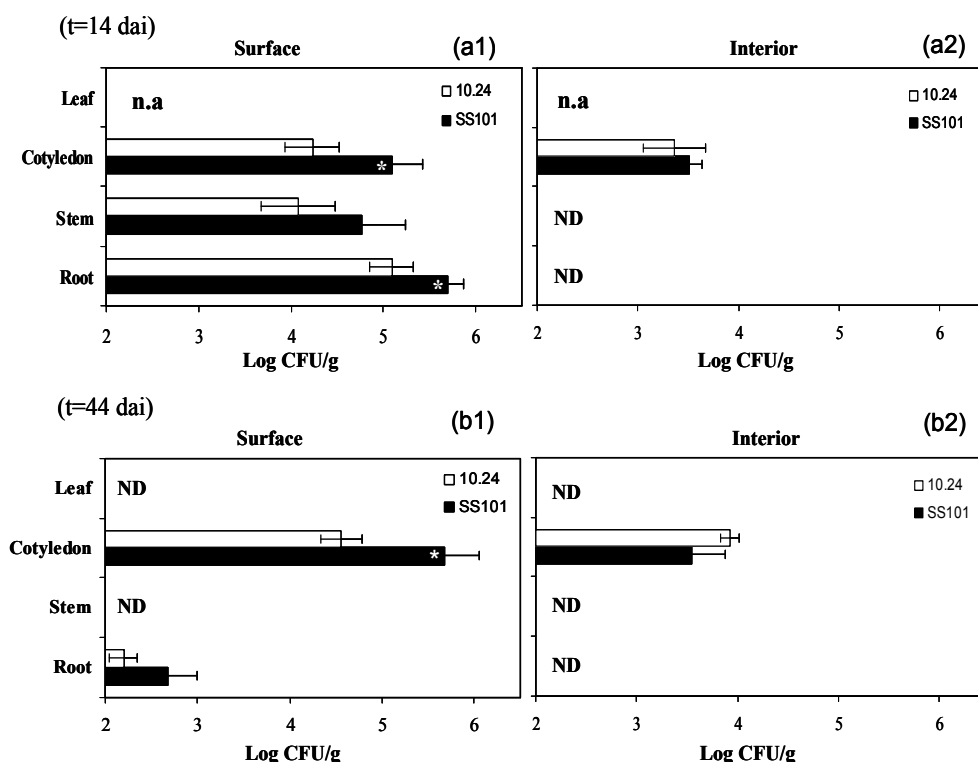 (t=14 dai)
Surface (a1) Interior (a2)
Leaf n.a 10.24 n.a 10.24
SS101 SS101
Cotyledon
*
Stem ND
Root ND
*
2 3 4 5 6 2 3 4 5 6
Log CFU/g Log CFU/g
(t=44 dai)
Surface (b1) Interior (b2)
Leaf ND 10.24 ND 10.24
SS101 SS101
Cotyledon
*
Stem ND ND
Root ND
2 3 4 5 6 2 3 4 5 6
Log CFU/g Log CFU/g